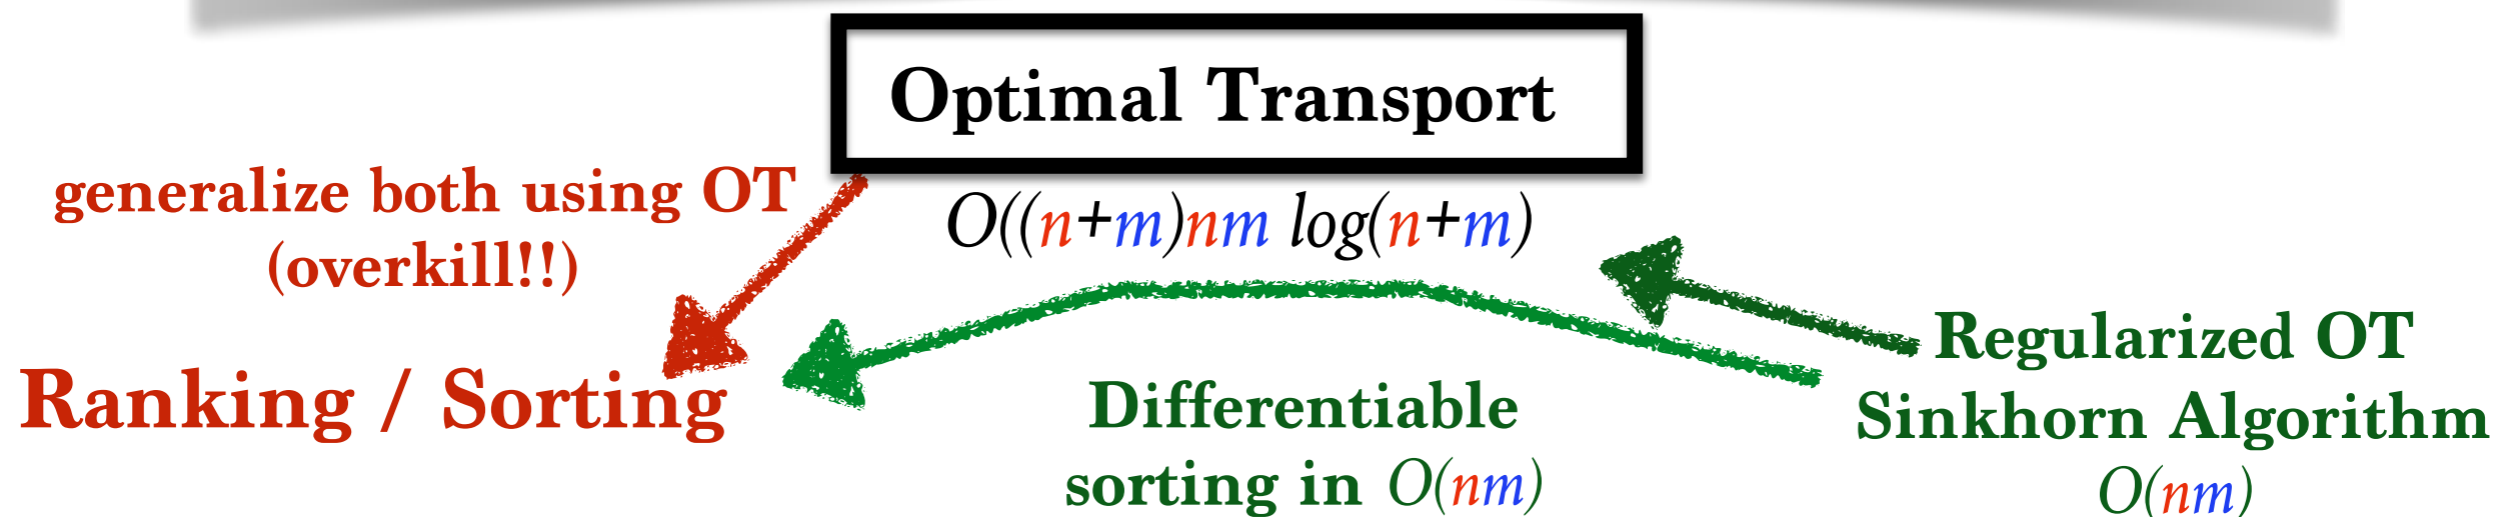 Optimal Transport
generalize both using OT
(overkill!!)
O((n+m)nm log(n+m)
Ranking / Sorting
Differentiable
sorting in O(nm)
Regularized OT
Sinkhorn Algorithm
O(nm)